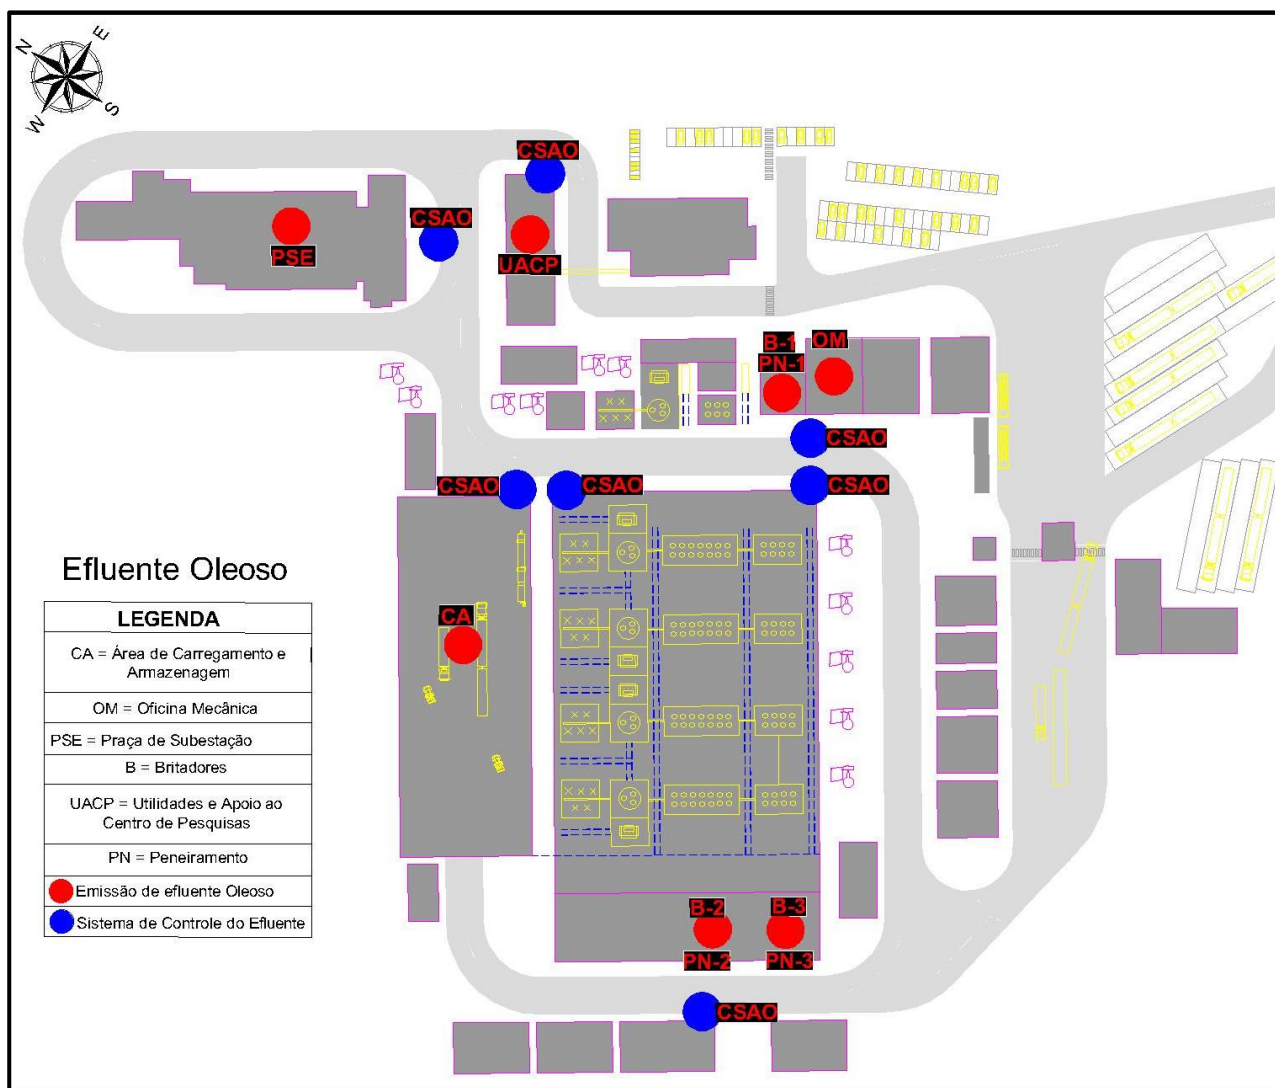 N
E
W
S
CSAO
CSAO
PSE
UACP
B-1
OM
PN-1
CSAO
CSAO
CSAO
CSAO
CA
B-2
B-3
PN-2
PN-3
CSAO
Efluente Oleoso
LEGENDA
CA = Área de Carregamento e
Armazenagem
OM = Oficina Mecânica
PSE = Praça de Subestação
B = Britadores
UACP = Utilidades e Apoio ao
Centro de Pesquisas
PN = Peneiramento
Emissão de efluente Oleoso
Sistema de Controle do Efluente